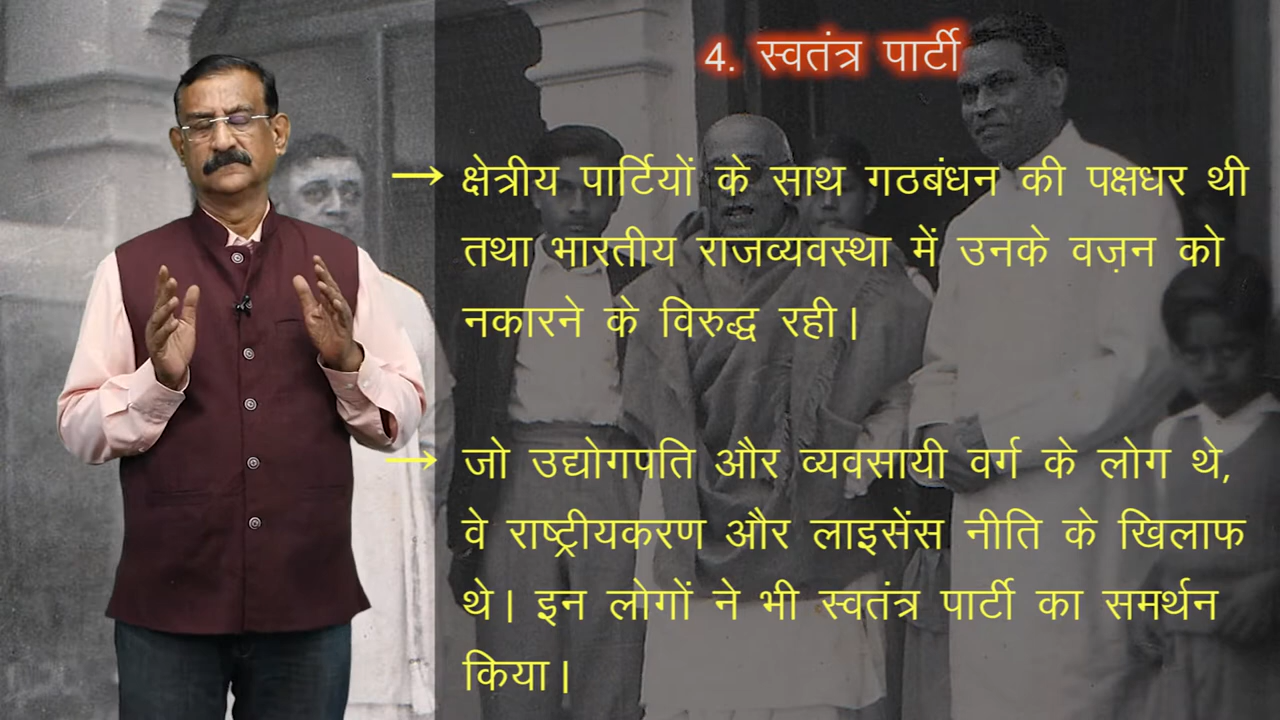 4. स्वतंत्र पार्टी
→ क्षेत्रीय पार्टियों के साथ गठबंधन की पक्षधर थी
तथा भारतीय राजव्यवस्था में उनके वज़न को
नकारने के विरुद्ध रही।
→ जो उद्योगपति और व्यवसायी वर्ग के लोग थे,
वे राष्ट्रीयकरण और लाइसेंस नीति के खिलाफ
थे। इन लोगों ने भी स्वतंत्र पार्टी का समर्थन
किया।